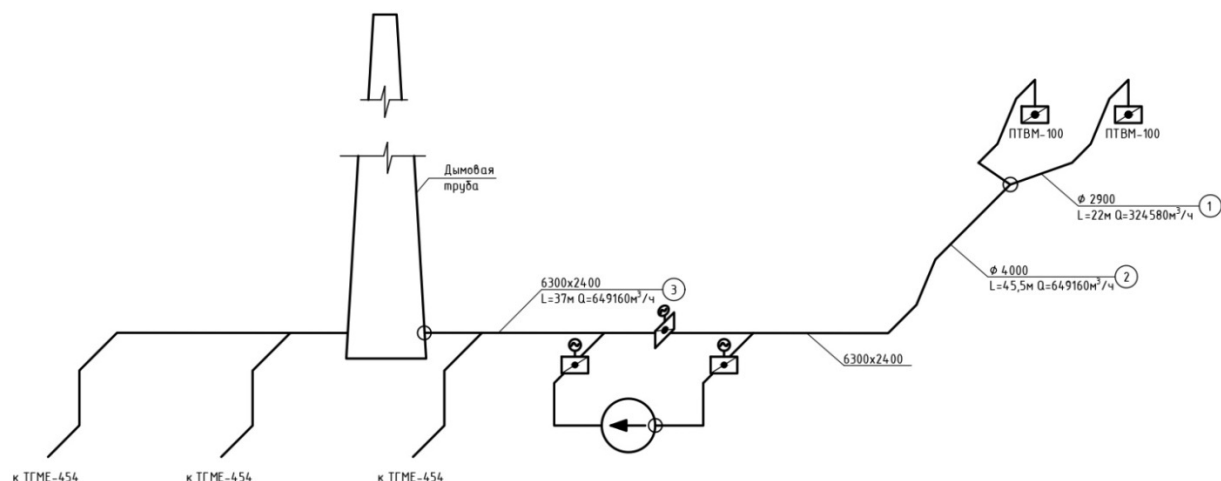 ПТВМ-100
ПТВМ-100
Дымовая
труба
ϕ 2900
L=22м Q=324580м³/ч
1
ϕ 4000
L=45,5м Q=649160м³/ч
2
6300х2400
L=37м Q=649160м³/ч
3
6300х2400
к ТГМЕ-454
к ТГМЕ-454
к ТГМЕ-454